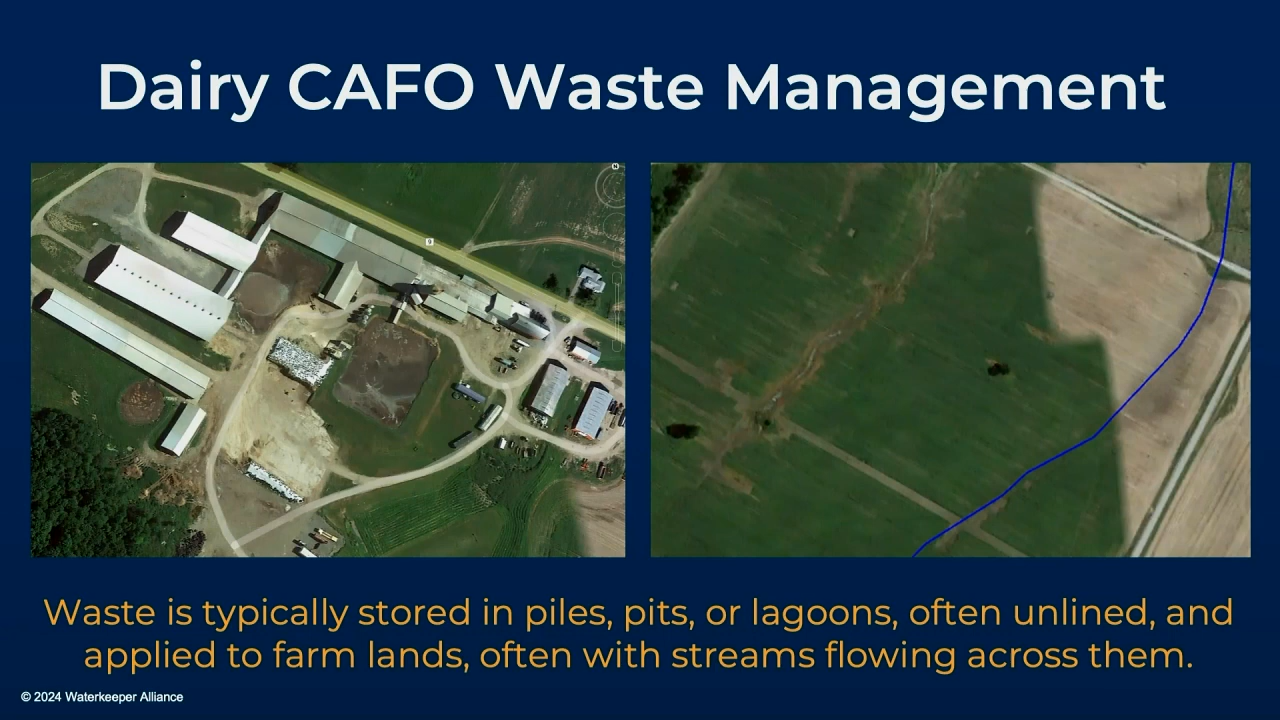 Dairy CAFO Waste Management
N
9
Waste is typically stored in piles, pits, or lagoons, often unlined, and
applied to farm lands, often with streams flowing across them.
© 2024 Waterkeeper Alliance